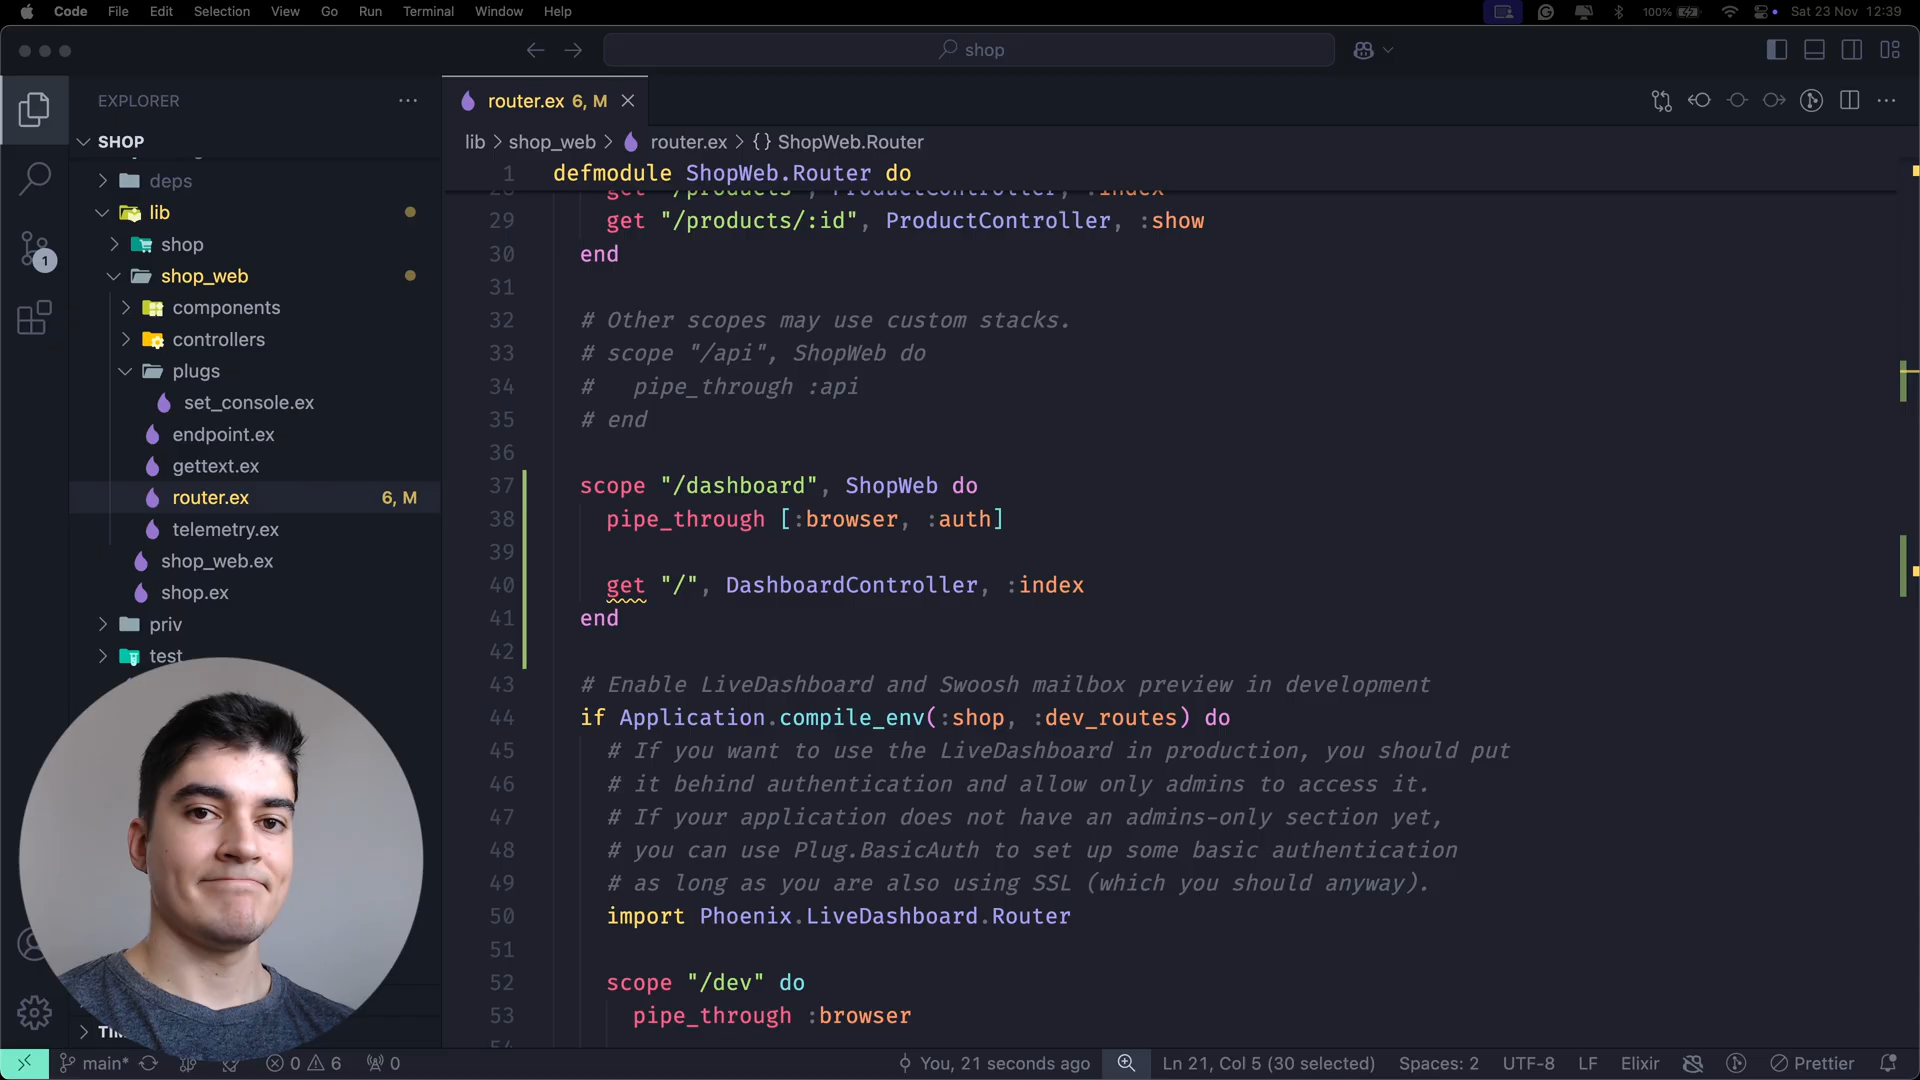 Code File Edit Selection View Go Run Terminal Window Help 100% Sat 23 Nov 12:39
shop
EXPLORER
SHOP
deps
lib
shop
shop_web
components
controllers
plugs
set_console.ex
endpoint.ex
gettext.ex
router.ex 6, M
telemetry.ex
shop_web.ex
shop.ex
priv
test
1
router.ex 6, M
lib > shop_web > router.ex > {} ShopWeb.Router
1 defmodule ShopWeb.Router do
28 get "/products", ProductController, :index
29 get "/products/:id", ProductController, :show
30 end
31
32 # Other scopes may use custom stacks.
33 # scope "/api", ShopWeb do
34 #   pipe_through :api
35 # end
36
37 scope "/dashboard", ShopWeb do
38 pipe_through [:browser, :auth]
39
40 get "/", DashboardController, :index
41 end
42
43 # Enable LiveDashboard and Swoosh mailbox preview in development
44 if Application.compile_env(:shop, :dev_routes) do
45 # If you want to use the LiveDashboard in production, you should put
46 # it behind authentication and allow only admins to access it.
47 # If your application does not have an admins-only section yet,
48 # you can use Plug.BasicAuth to set up some basic authentication
49 # as long as you are also using SSL (which you should anyway).
50 import Phoenix.LiveDashboard.Router
51
52 scope "/dev" do
53 pipe_through :browser
54
main* 0 6 0 You, 21 seconds ago Ln 21, Col 5 (30 selected) Spaces: 2 UTF-8 LF Elixir Prettier